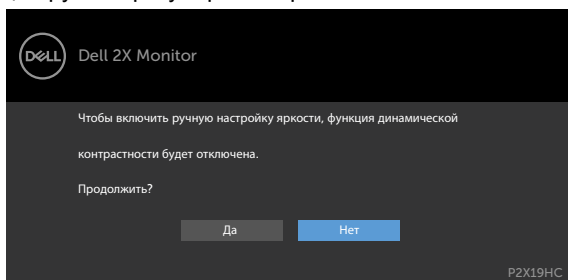 DELL
Dell 2X Monitor
Чтобы включить ручную настройку яркости, функция динамической
контрастности будет отключена.
Продолжить?
Да
Нет
P2X19HC